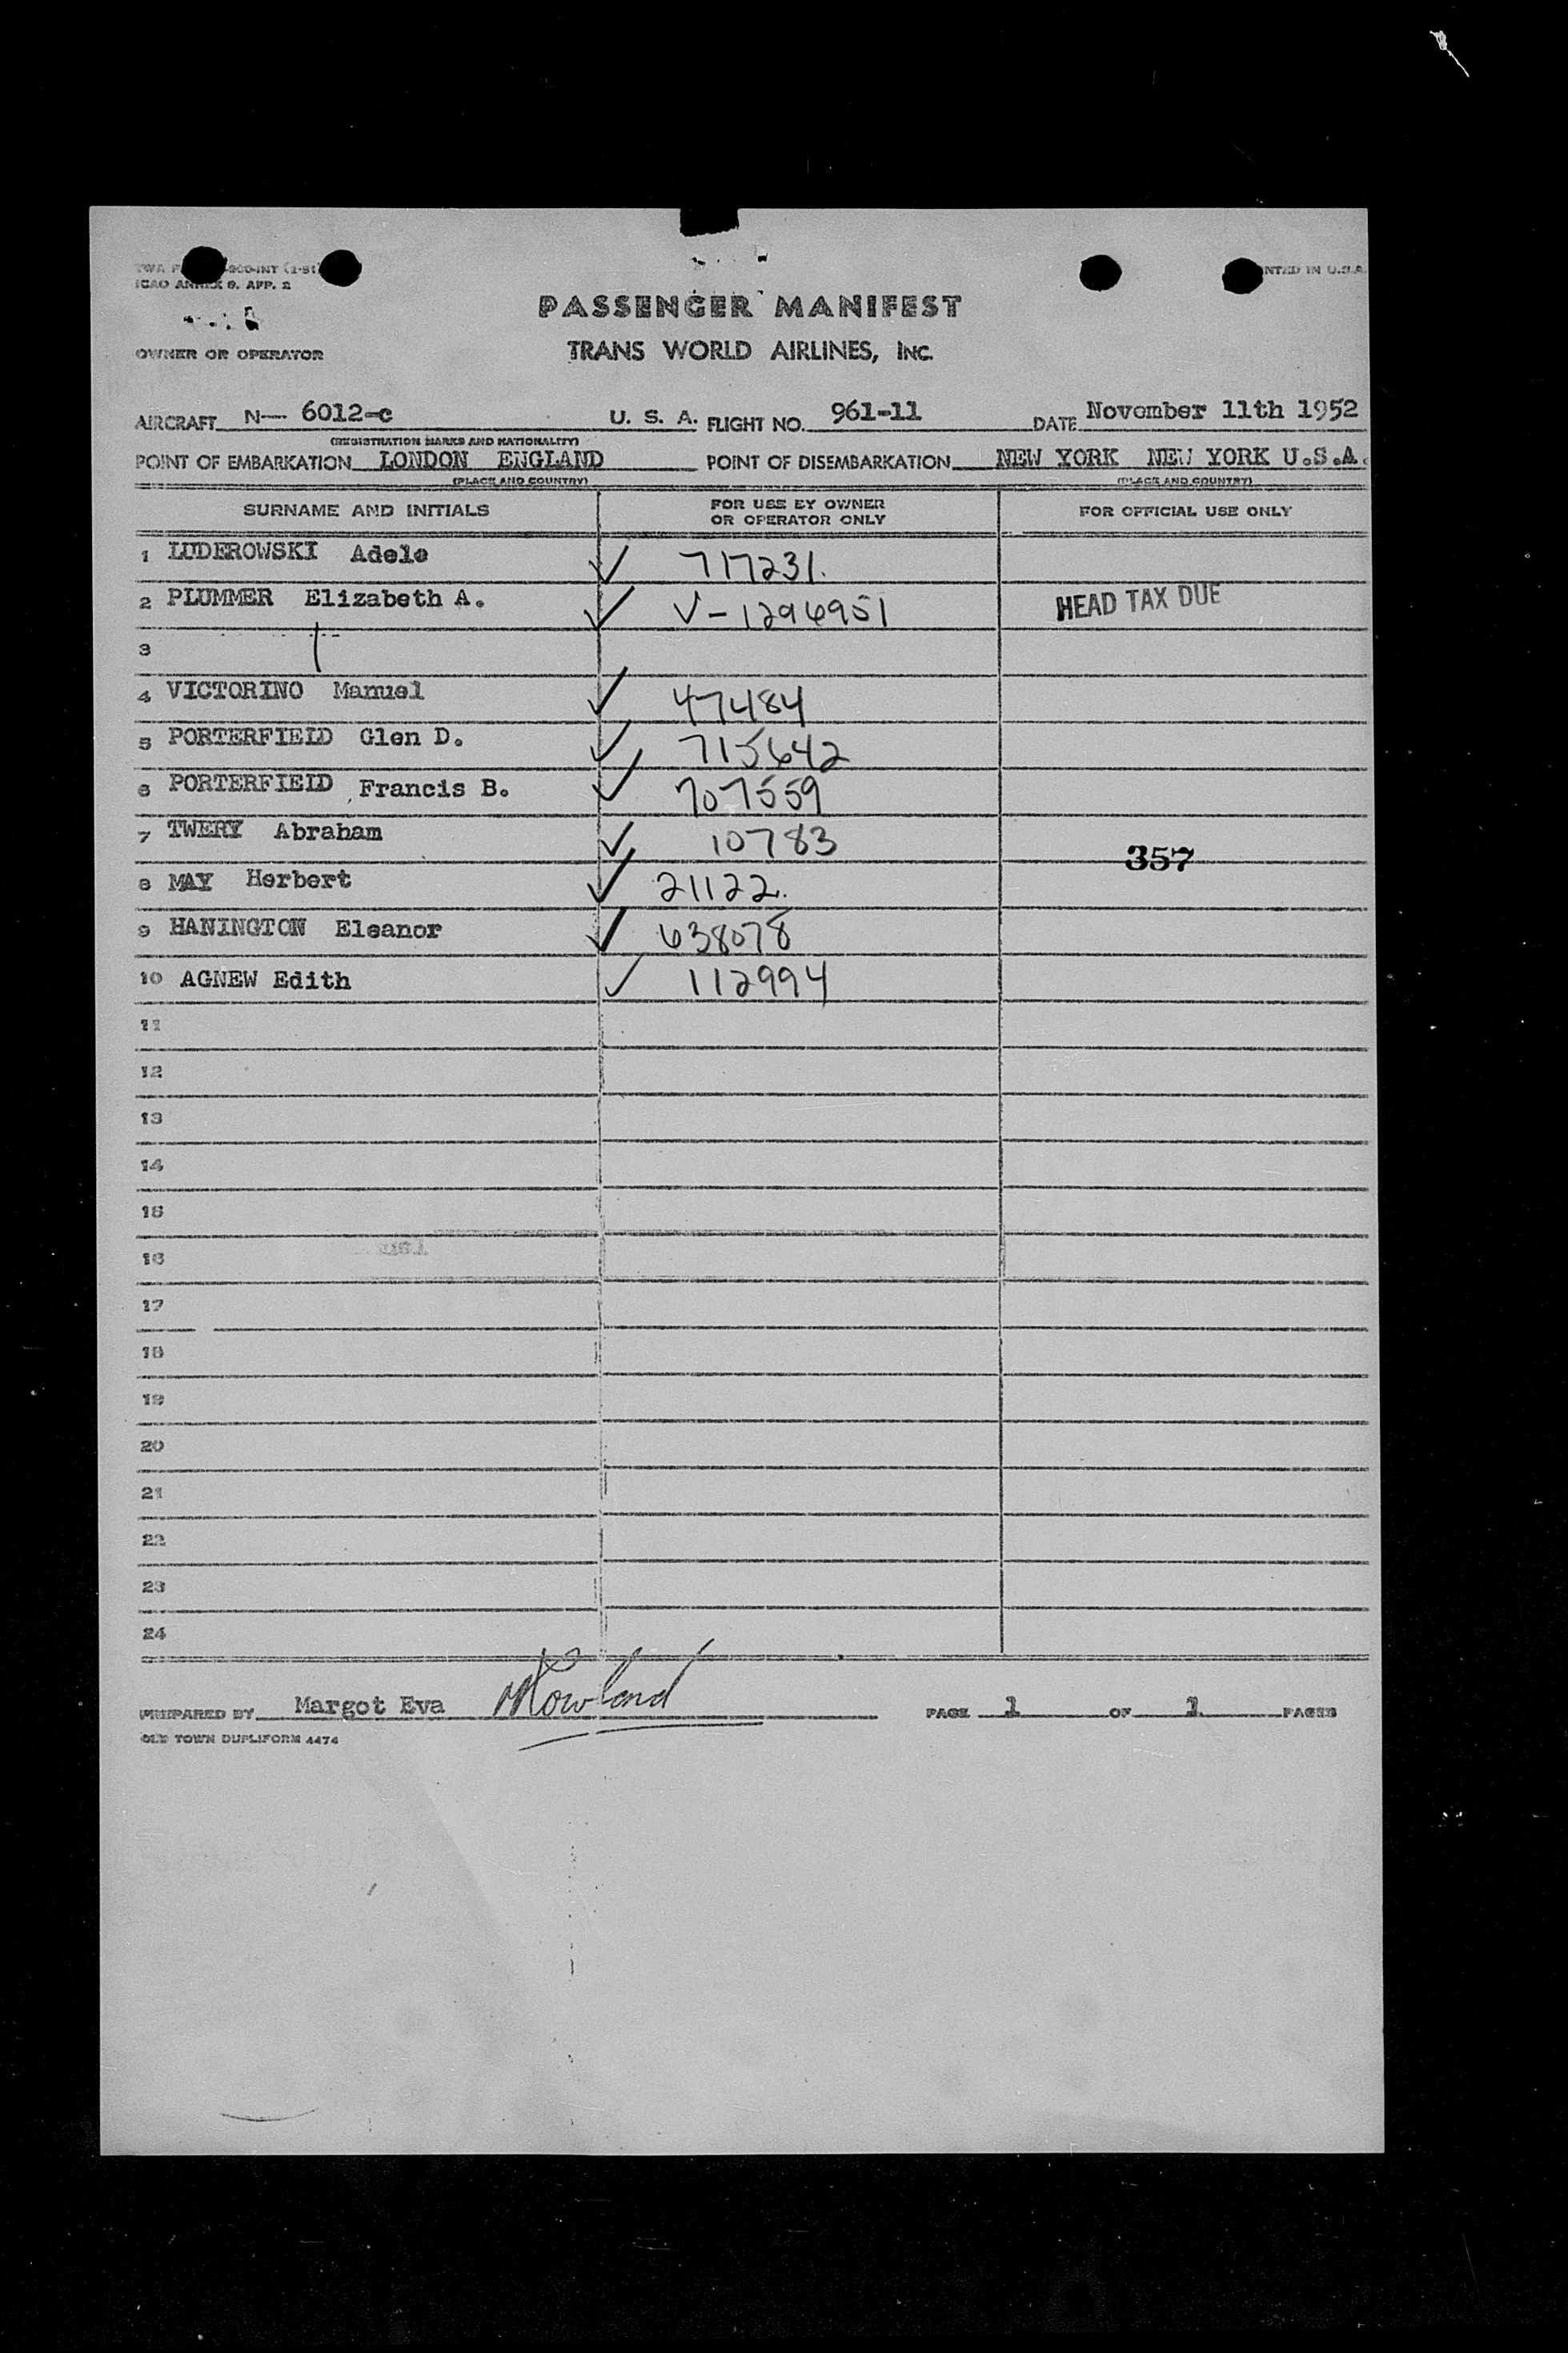 ICAO ANNEX 9. APP. 2
PASSENGER MANIFEST
OWNER OR OPERATOR TRANS WORLD AIRLINES, INC.
AIRCRAFT N— 6012-c U. S. A. FLIGHT NO. 961-11 DATE November 11th 1952
(REGISTRATION MARKS AND NATIONALITY)
POINT OF EMBARKATION LONDON ENGLAND POINT OF DISEMBARKATION NEW YORK NEW YORK U.S.A.
(PLACE AND COUNTRY) (PLACE AND COUNTRY)
SURNAME AND INITIALS FOR USE BY OWNER OR OPERATOR ONLY FOR OFFICIAL USE ONLY
1 LUDEROWSKI Adele ✓ 717231.
2 PLUMMER Elizabeth A. ✓ V-1296951 HEAD TAX DUE
3
4 VICTORINO Manuel ✓ 47484
5 PORTERFIELD Glen D. ✓ 715642
6 PORTERFIELD Francis B. ✓ 707559
7 TWERY Abraham ✓ 10783
357
8 MAY Herbert ✓ 21122.
9 HANINGTON Eleanor ✓ 638078
10 AGNEW Edith ✓ 112994
11
12
13
14
15
16
17
18
19
20
21
22
23
24
PREPARED BY Margot Eva MRowland PAGE 1 OF 1 PAGES
OLD TOWN DUPLIFORM 4474